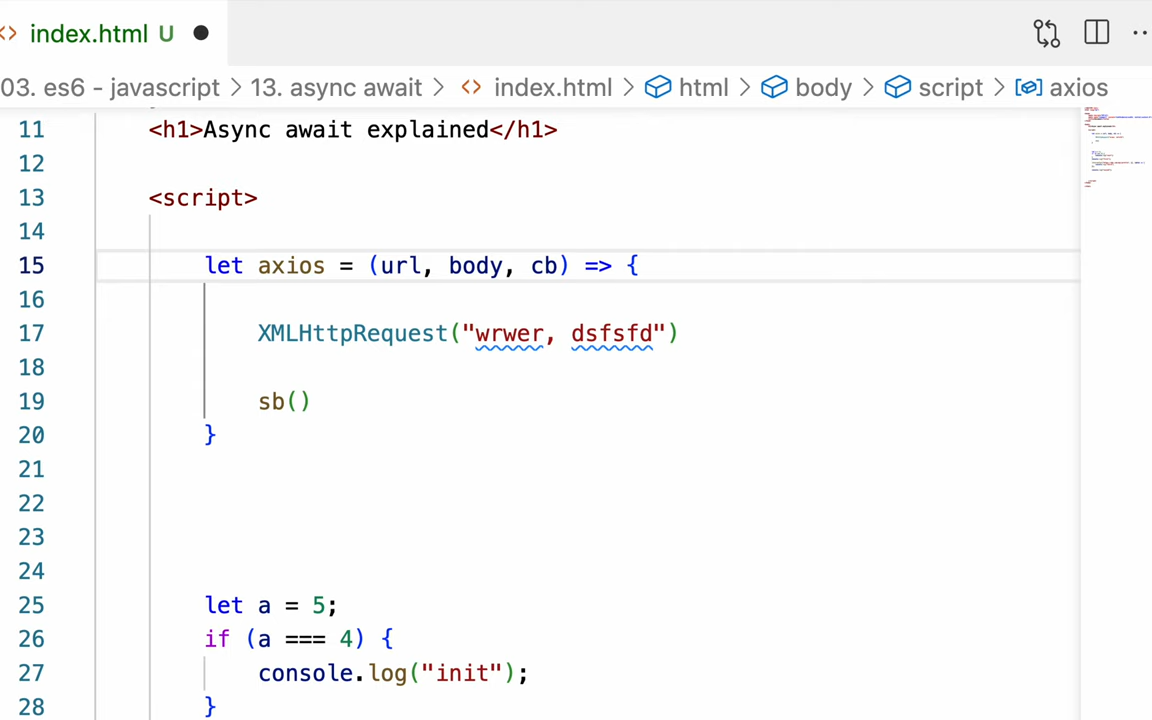 index.html U
03. es6 - javascript > 13. async await > index.html > html > body > script > axios
11 <h1>Async await explained</h1>
12
13 <script>
14
15 let axios = (url, body, cb) => {
16
17 XMLHttpRequest("wrwer, dsfsfd")
18
19 sb()
20 }
21
22
23
24
25 let a = 5;
26 if (a === 4) {
27 console.log("init");
28 }